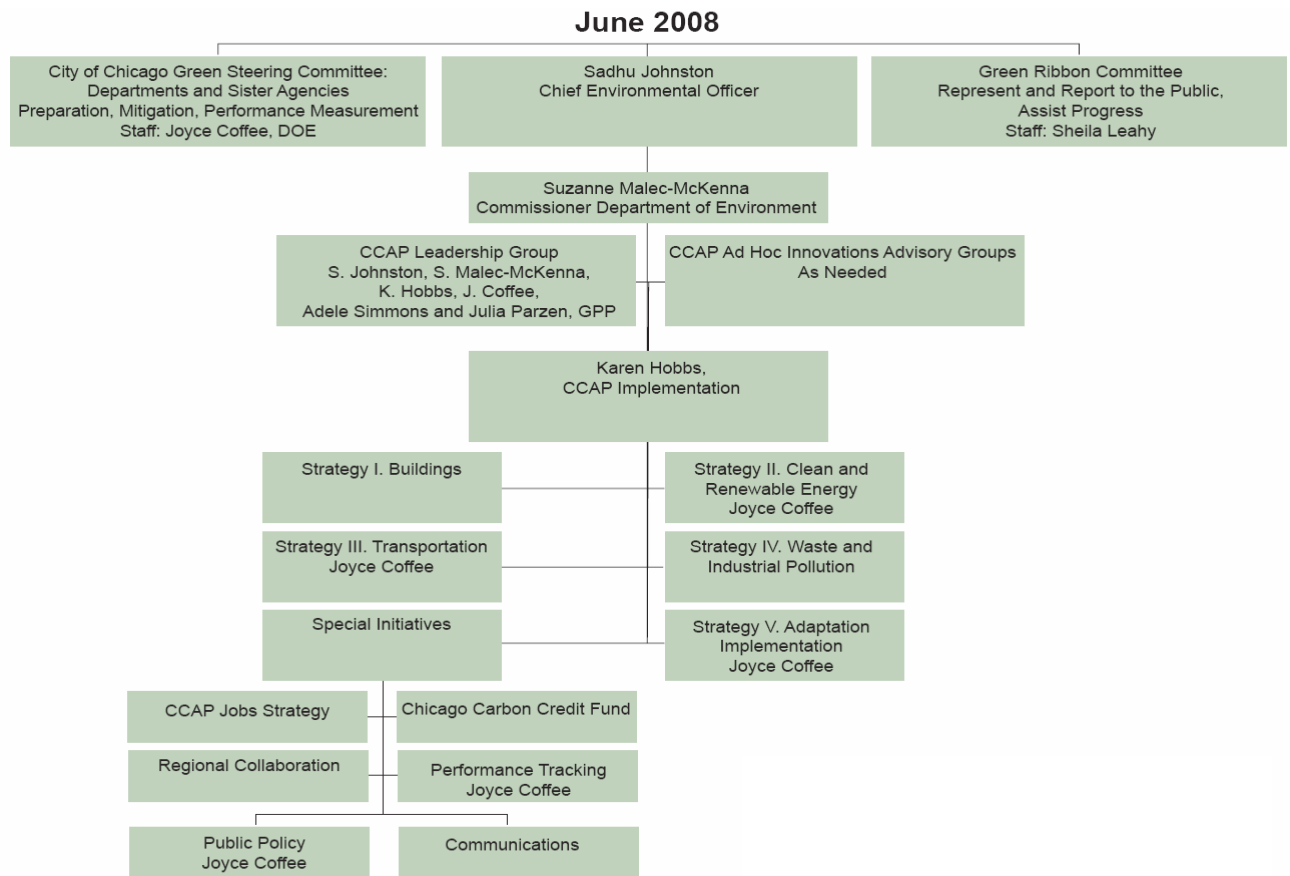 June 2008
City of Chicago Green Steering Committee:
Departments and Sister Agencies
Preparation, Mitigation, Performance Measurement
Staff: Joyce Coffee, DOE
Sadhu Johnston
Chief Environmental Officer
Green Ribbon Committee
Represent and Report to the Public,
Assist Progress
Staff: Sheila Leahy
Suzanne Malec-McKenna
Commissioner Department of Environment
CCAP Leadership Group
S. Johnston, S. Malec-McKenna,
K. Hobbs, J. Coffee,
Adele Simmons and Julia Parzen, GPP
CCAP Ad Hoc Innovations Advisory Groups
As Needed
Karen Hobbs,
CCAP Implementation
Strategy I. Buildings
Strategy II. Clean and
Renewable Energy
Joyce Coffee
Strategy III. Transportation
Joyce Coffee
Strategy IV. Waste and
Industrial Pollution
Special Initiatives
Strategy V. Adaptation
Implementation
Joyce Coffee
CCAP Jobs Strategy
Chicago Carbon Credit Fund
Regional Collaboration
Performance Tracking
Joyce Coffee
Public Policy
Joyce Coffee
Communications